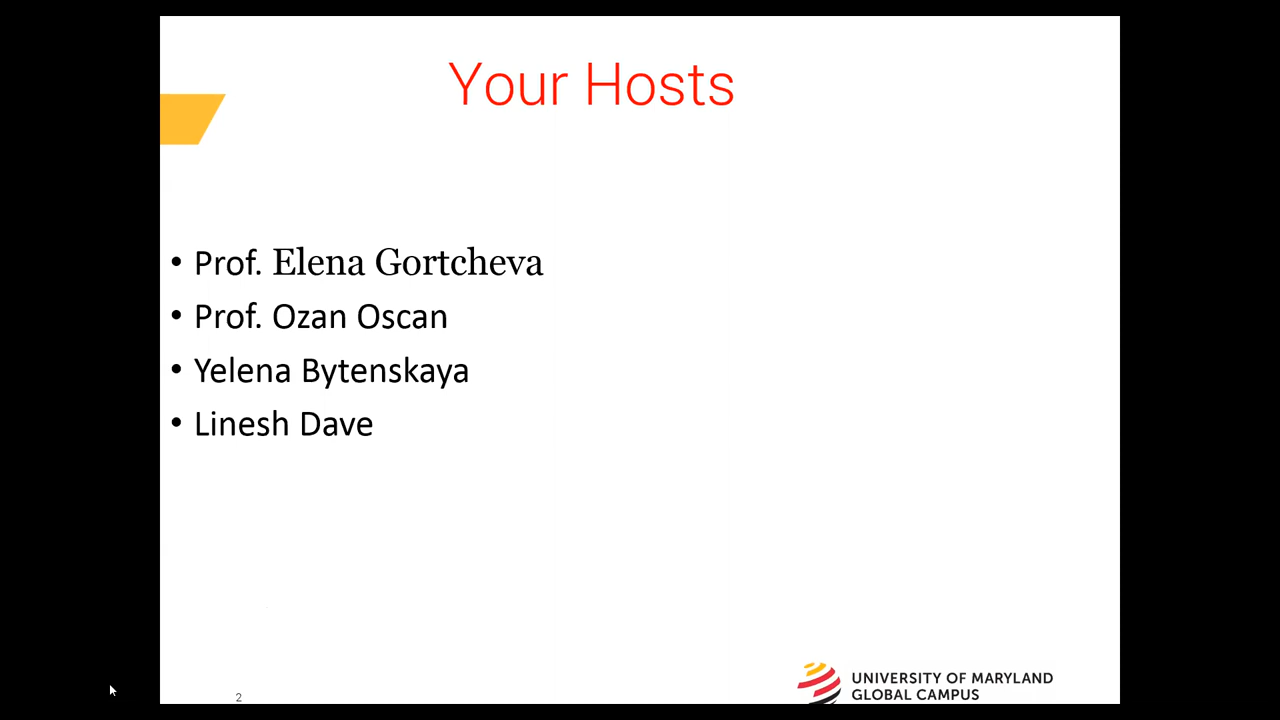 Your Hosts
• Prof. Elena Gortcheva
• Prof. Ozan Oscan
• Yelena Bytenskaya
• Linesh Dave
2
UNIVERSITY OF MARYLAND
GLOBAL CAMPUS